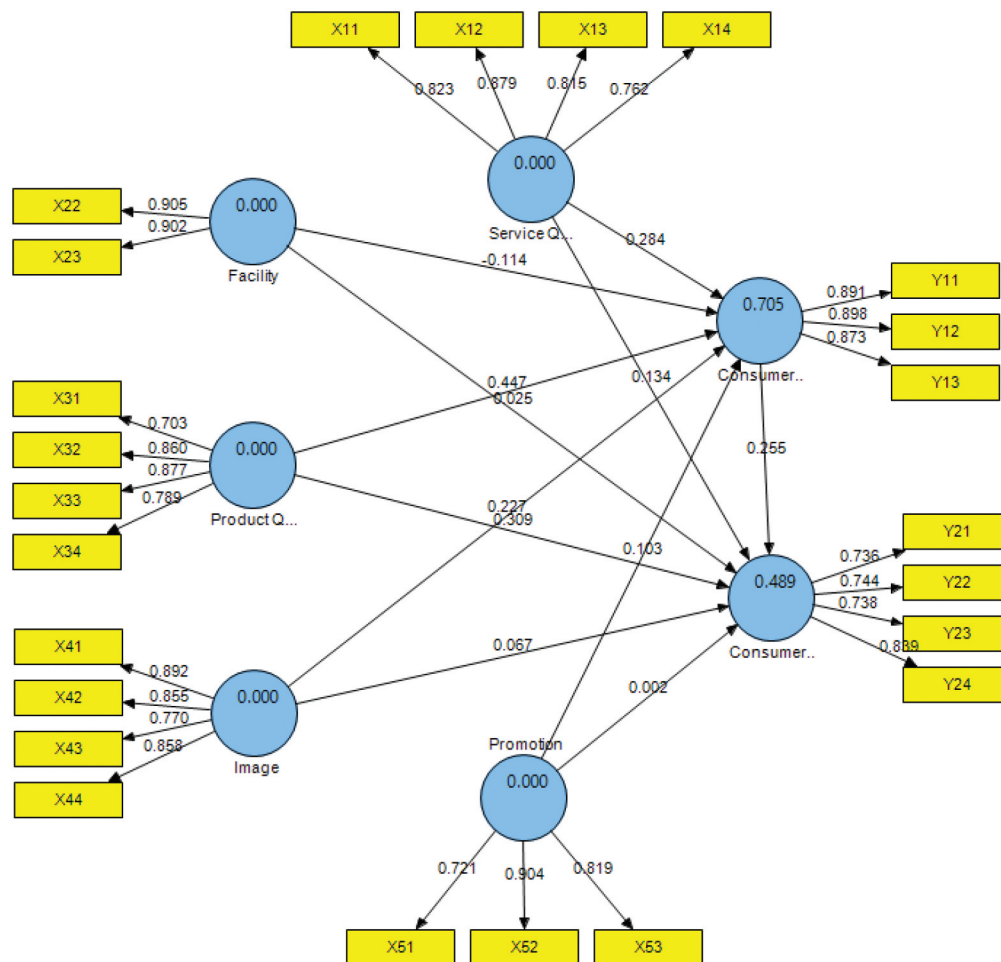 X11
X12
X13
X14
0.823
0.879
0.815
0.762
0.000
Service Q...
X22
X23
0.905
0.902
0.000
Facility
0.284
-0.114
0.705
Consumer..
0.891
0.898
0.873
Y11
Y12
Y13
X31
X32
X33
X34
0.703
0.860
0.877
0.789
0.000
Product Q...
0.447
0.025
0.134
0.255
0.227
0.309
0.103
0.489
Consumer..
0.736
0.744
0.738
0.839
Y21
Y22
Y23
Y24
X41
X42
X43
X44
0.892
0.855
0.770
0.858
0.000
Image
0.067
0.002
Promotion
0.000
0.721
0.904
0.819
X51
X52
X53